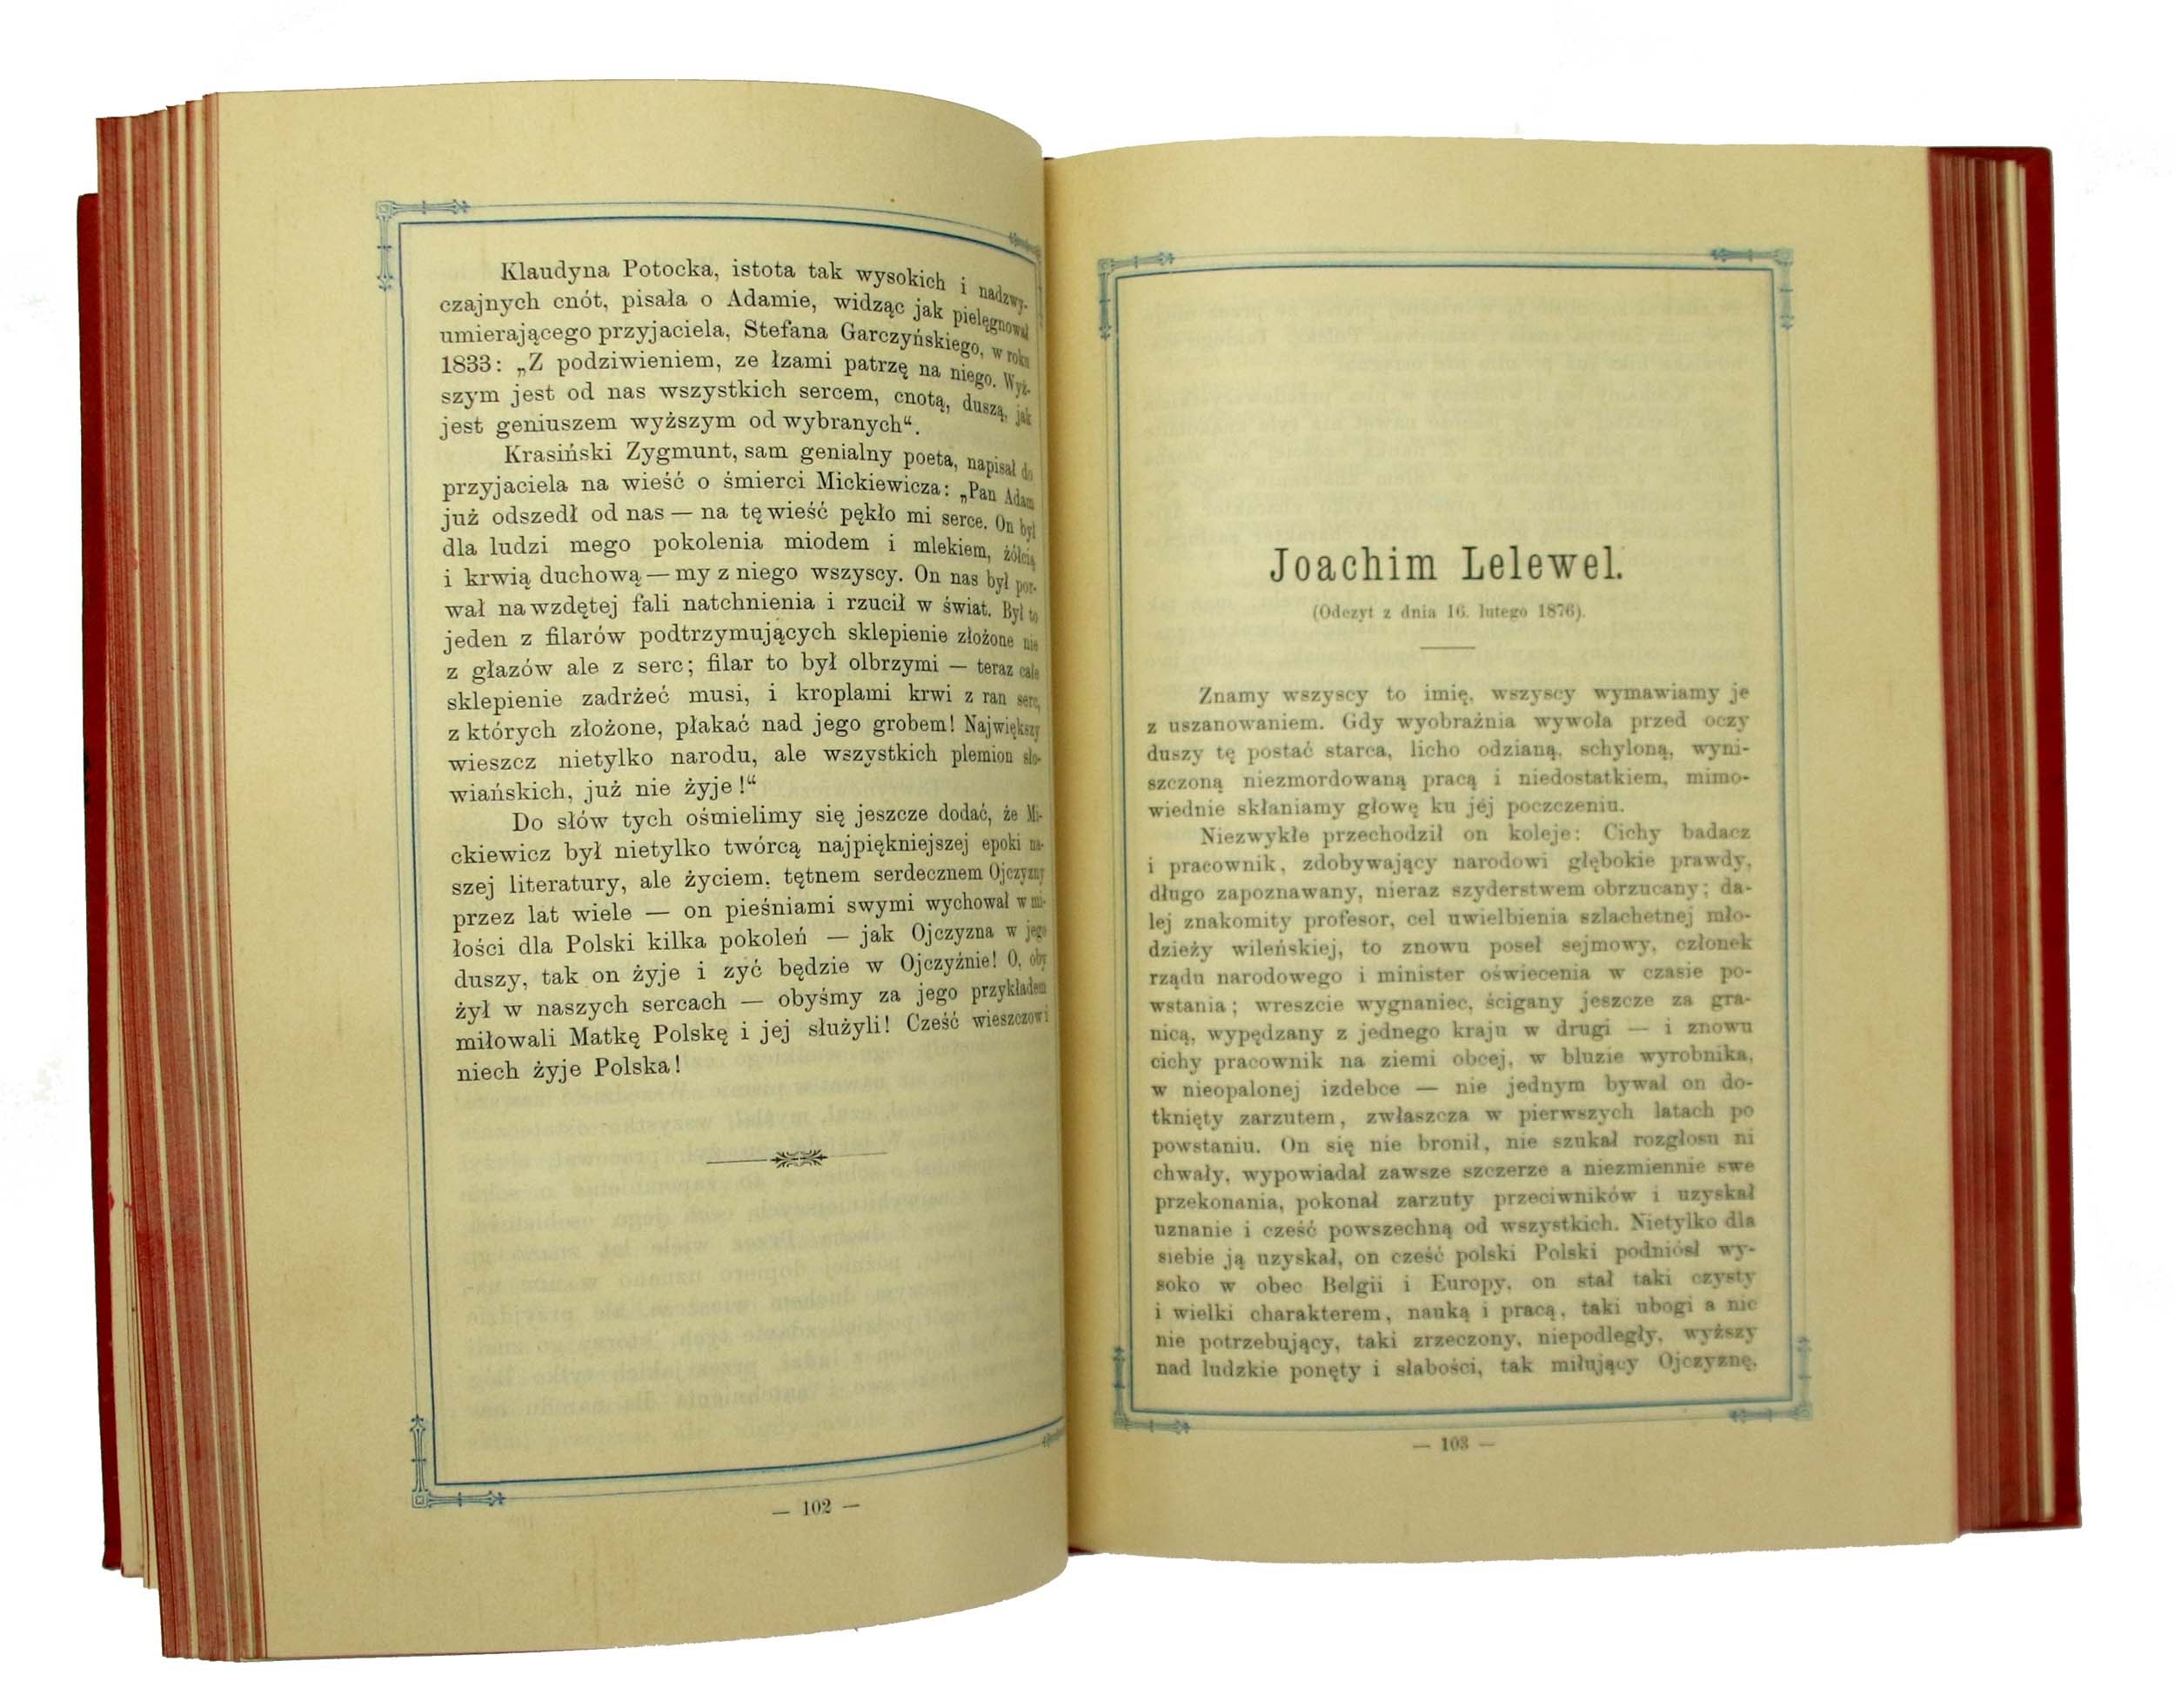 Klaudyna Potocka, istota tak wysokich i nadzwy-
czajnych cnót, pisała o Adamie, widząc jak pielęgnował
umierającego przyjaciela, Stefana Garczyńskiego, w roku
1833: „Z podziwieniem, ze łzami patrzę na niego. Wyż-
szym jest od nas wszystkich sercem, cnotą, duszą, jak
jest geniuszem wyższym od wybranych“.
Krasiński Zygmunt, sam genialny poeta, napisał do
przyjaciela na wieść o śmierci Mickiewicza: „Pan Adam
już odszedł od nas — na tę wieść pękło mi serce. On był
dla ludzi mego pokolenia miodem i mlekiem, żółcią
i krwią duchową — my z niego wszyscy. On nas był por-
wał na wzdętej fali natchnienia i rzucił w świat. Był to
jeden z filarów podtrzymujących sklepienie złożone nie
z głazów ale z serc; filar to był olbrzymi — teraz całe
sklepienie zadrżeć musi, i kroplami krwi z ran serc,
z których złożone, płakać nad jego grobem! Największy
wieszcz nietylko narodu, ale wszystkich plemion sło-
wiańskich, już nie żyje!“
Do słów tych ośmielimy się jeszcze dodać, że Mi-
ckiewicz był nietylko twórcą najpiękniejszej epoki na-
szej literatury, ale życiem, tętnem serdecznem Ojczyzny
przez lat wiele — on pieśniami swymi wychował w mi-
łości dla Polski kilka pokoleń — jak Ojczyzna w jego
duszy, tak on żyje i zyć będzie w Ojczyźnie! O, oby
żył w naszych sercach — obyśmy za jego przykładem
miłowali Matkę Polskę i jej służyli! Cześć wieszczowi
niech żyje Polska!
— 102 —
Joachim Lelewel.
(Odczyt z dnia 16. lutego 1876).
Znamy wszyscy to imię, wszyscy wymawiamy je
z uszanowaniem. Gdy wyobraźnia wywoła przed oczy
duszy tę postać starca, licho odzianą, schyloną, wyni-
szczoną niezmordowaną pracą i niedostatkiem, mimo-
wiednie skłaniamy głowę ku jéj poczczeniu.
Niezwykłe przechodził on koleje: Cichy badacz
i pracownik, zdobywający narodowi głębokie prawdy,
długo zapoznawany, nieraz szyderstwem obrzucany; da-
lej znakomity profesor, cel uwielbienia szlachetnej mło-
dzieży wileńskiej, to znowu poseł sejmowy, członek
rządu narodowego i minister oświecenia w czasie po-
wstania; wreszcie wygnaniec, ścigany jeszcze za gra-
nicą, wypędzany z jednego kraju w drugi — i znowu
cichy pracownik na ziemi obcej, w bluzie wyrobnika,
w nieopalonej izdebce — nie jednym bywał on do-
tknięty zarzutem, zwłaszcza w pierwszych latach po
powstaniu. On się nie bronił, nie szukał rozgłosu ni
chwały, wypowiadał zawsze szczerze a niezmiennie swe
przekonania, pokonał zarzuty przeciwników i uzyskał
uznanie i cześć powszechną od wszystkich. Nietylko dla
siebie ją uzyskał, on cześć polski Polski podniósł wy-
soko w obec Belgii i Europy, on stał taki czysty
i wielki charakterem, nauką i pracą, taki ubogi a nic
nie potrzebujący, taki zrzeczony, niepodległy, wyższy
nad ludzkie ponęty i słabości, tak miłujący Ojczyznę,
— 103 —